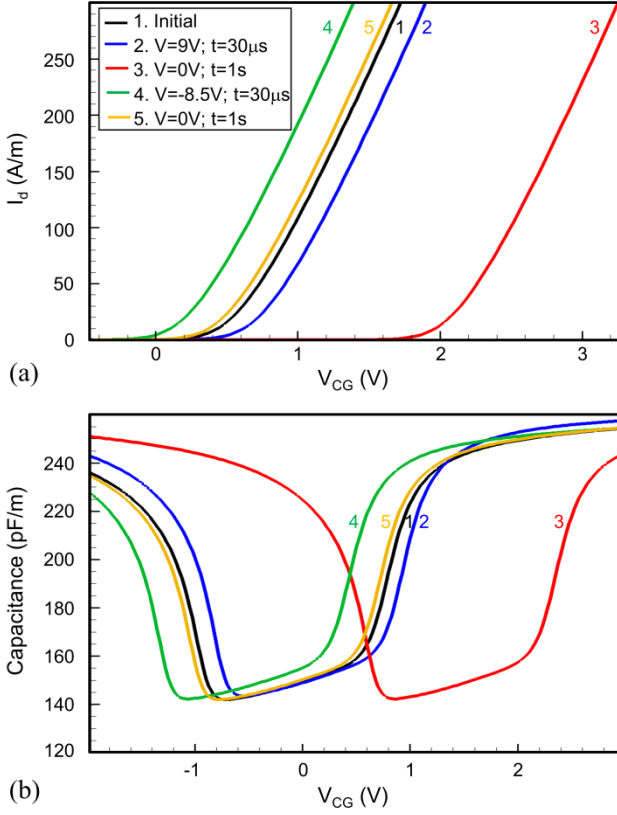 1. Initial
2. V=9V; t=30μs
3. V=0V; t=1s
4. V=-8.5V; t=30μs
5. V=0V; t=1s
4
5
1
2
3
I_d (A/m)
250
200
150
100
50
0
0
1
2
3
V_CG (V)
(a)
Capacitance (pF/m)
240
220
200
180
160
140
120
4
5
1
2
3
-1
0
1
2
V_CG (V)
(b)